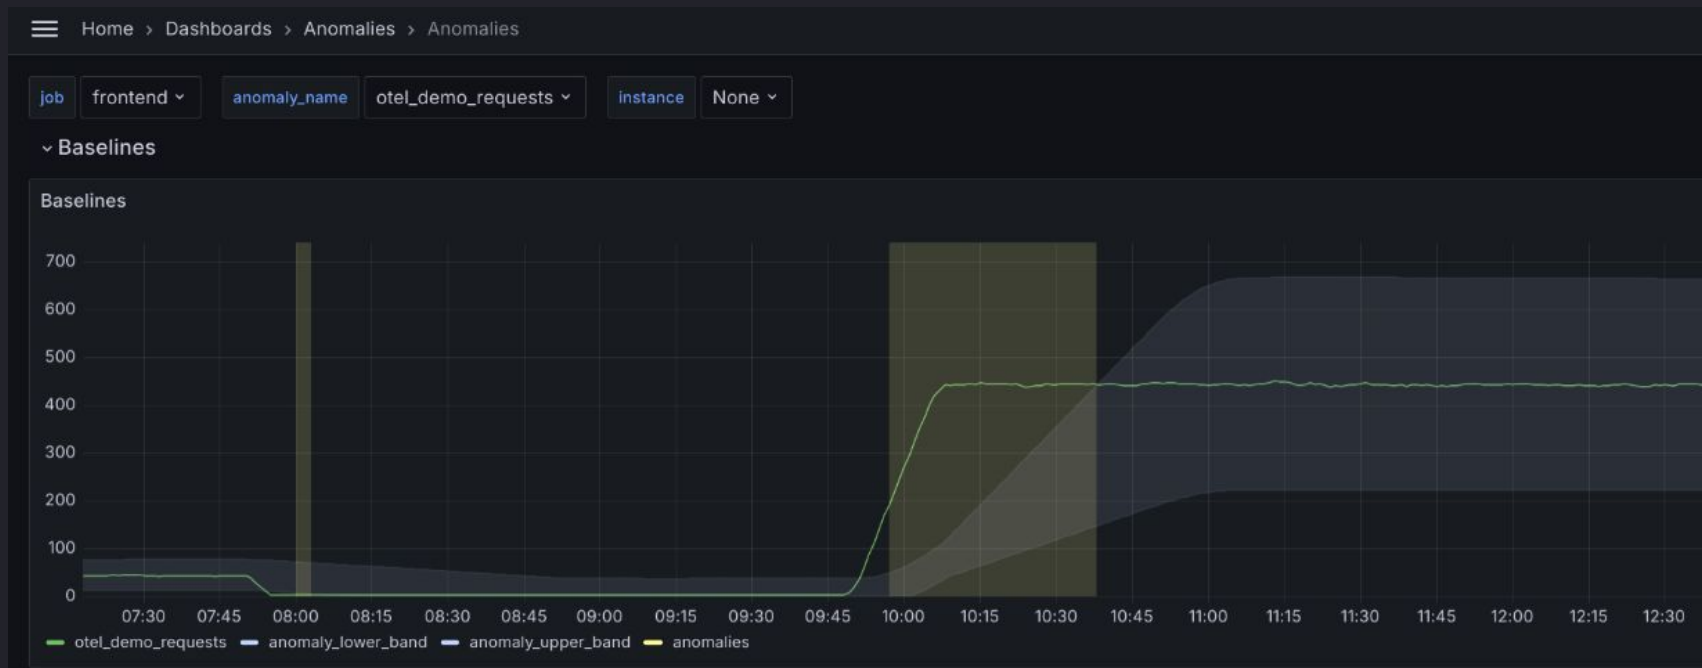 Home > Dashboards > Anomalies > Anomalies
job frontend anomaly_name otel_demo_requests instance None
Baselines
Baselines
700
600
500
400
300
200
100
0
07:30 07:45 08:00 08:15 08:30 08:45 09:00 09:15 09:30 09:45 10:00 10:15 10:30 10:45 11:00 11:15 11:30 11:45 12:00 12:15 12:30
otel_demo_requests anomaly_lower_band anomaly_upper_band anomalies